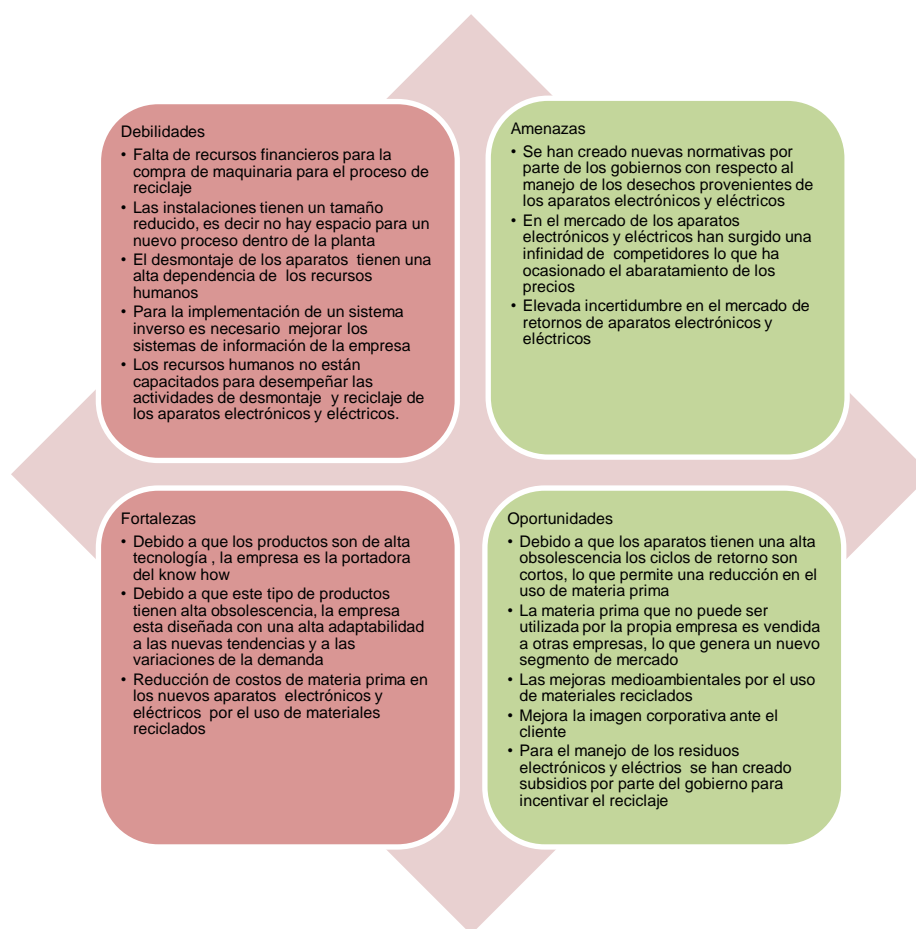 Debilidades
• Falta de recursos financieros para la
compra de maquinaria para el proceso de
reciclaje
• Las instalaciones tienen un tamaño
reducido, es decir no hay espacio para un
nuevo proceso dentro de la planta
• El desmontaje de los aparatos tienen una
alta dependencia de los recursos
humanos
• Para la implementación de un sistema
inverso es necesario mejorar los
sistemas de información de la empresa
• Los recursos humanos no están
capacitados para desempeñar las
actividades de desmontaje y reciclaje de
los aparatos electrónicos y eléctricos.
Amenazas
• Se han creado nuevas normativas por
parte de los gobiernos con respecto al
manejo de los desechos provenientes de
los aparatos electrónicos y eléctricos
• En el mercado de los aparatos
electrónicos y eléctricos han surgido una
infinidad de competidores lo que ha
ocasionado el abaratamiento de los
precios
• Elevada incertidumbre en el mercado de
retornos de aparatos electrónicos y
eléctricos
Fortalezas
• Debido a que los productos son de alta
tecnología , la empresa es la portadora
del know how
• Debido a que este tipo de productos
tienen alta obsolescencia, la empresa
esta diseñada con una alta adaptabilidad
a las nuevas tendencias y a las
variaciones de la demanda
• Reducción de costos de materia prima en
los nuevos aparatos electrónicos y
eléctricos por el uso de materiales
reciclados
Oportunidades
• Debido a que los aparatos tienen una alta
obsolescencia los ciclos de retorno son
cortos, lo que permite una reducción en el
uso de materia prima
• La materia prima que no puede ser
utilizada por la propia empresa es vendida
a otras empresas, lo que genera un nuevo
segmento de mercado
• Las mejoras medioambientales por el uso
de materiales reciclados
• Mejora la imagen corporativa ante el
cliente
• Para el manejo de los residuos
electrónicos y eléctrios se han creado
subsidios por parte del gobierno para
incentivar el reciclaje